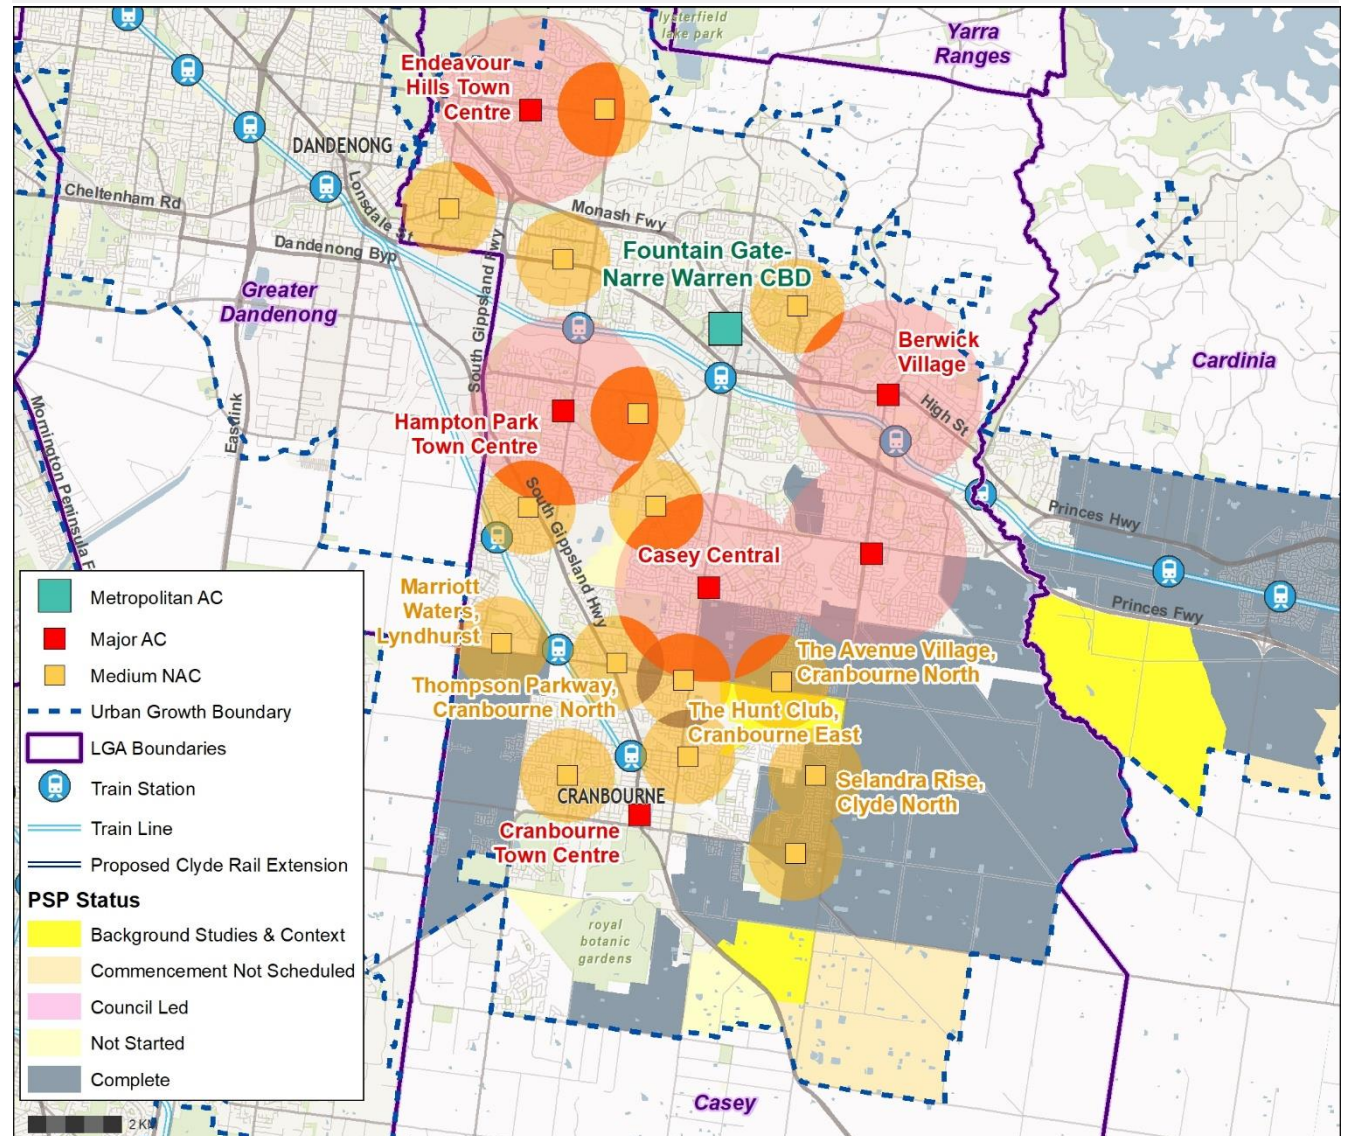 lysterfield
lake park
Yarra
Ranges
Endeavour
Hills Town
Centre
DANDENONG
Cheltenham Rd
Lonsdale St
Monash Fwy
Dandenong Byp
South Gippsland Hwy
Fountain Gate-
Narre Warren CBD
Greater
Dandenong
Berwick
Village
Cardinia
High St
Eastlink
Hampton Park
Town Centre
Mornington Peninsula F
South Gippsland Hwy
Princes Hwy
Casey Central
Princes Fwy
Marriott
Waters,
Lyndhurst
The Avenue Village,
Cranbourne North
Thompson Parkway,
Cranbourne North
The Hunt Club,
Cranbourne East
Selandra Rise,
Clyde North
CRANBOURNE
Cranbourne
Town Centre
royal
botanic
gardens
Casey
Metropolitan AC
Major AC
Medium NAC
Urban Growth Boundary
LGA Boundaries
Train Station
Train Line
Proposed Clyde Rail Extension
PSP Status
Background Studies & Context
Commencement Not Scheduled
Council Led
Not Started
Complete
2 KM